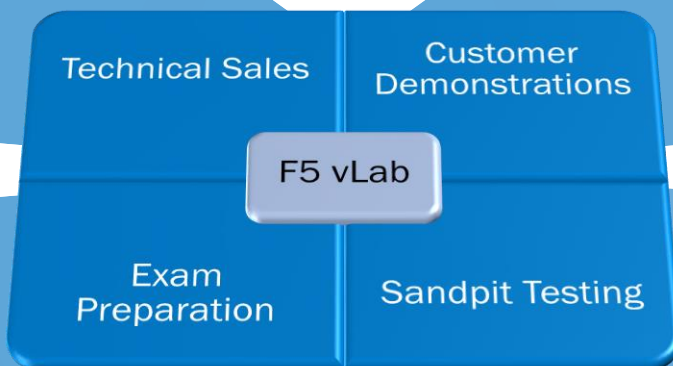 Technical Sales
Customer
Demonstrations
F5 vLab
Exam
Preparation
Sandpit Testing